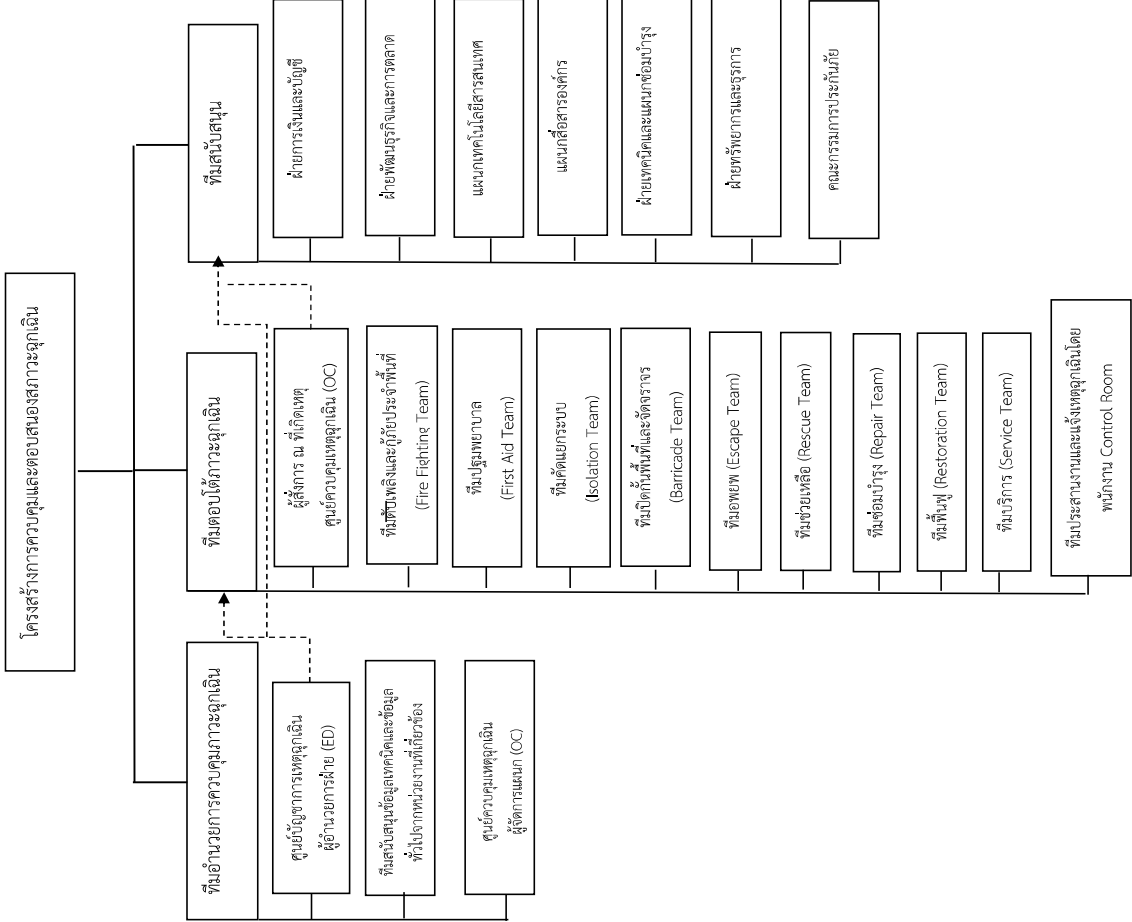 โครงสร้างการควบคุมและตอบสนองสภาวะฉุกเฉิน
ทีมอำนวยการควบคุมภาวะฉุกเฉิน
ศูนย์บัญชาการเหตุฉุกเฉิน
ผู้อำนวยการฝ่าย (ED)
ทีมสนับสนุนข้อมูลเทคนิคและข้อมูล
ทั่วไปจากหน่วยงานที่เกี่ยวข้อง
ศูนย์ควบคุมเหตุฉุกเฉิน
ผู้จัดการแผนก (OC)
ทีมตอบโต้ภาวะฉุกเฉิน
ผู้สั่งการ ณ ที่เกิดเหตุ
ศูนย์ควบคุมเหตุฉุกเฉิน (OC)
ทีมดับเพลิงและกู้ภัยประจำพื้นที่
(Fire Fighting Team)
ทีมปฐมพยาบาล
(First Aid Team)
ทีมตัดแยกระบบ
(Isolation Team)
ทีมปิดกั้นพื้นที่และจัดจราจร
(Barricade Team)
ทีมอพยพ (Escape Team)
ทีมช่วยเหลือ (Rescue Team)
ทีมซ่อมบำรุง (Repair Team)
ทีมฟื้นฟู (Restoration Team)
ทีมบริการ (Service Team)
ทีมประสานงานและแจ้งเหตุฉุกเฉินโดย
พนักงาน Control Room
ทีมสนับสนุน
ฝ่ายการเงินและบัญชี
ฝ่ายพัฒนธุรกิจและการตลาด
แผนกเทคโนโลยีสารสนเทศ
แผนกสื่อสารองค์กร
ฝ่ายเทคนิคและแผนกซ่อมบำรุง
ฝ่ายทรัพยากรและธุรการ
คณะกรรมการประกันภัย